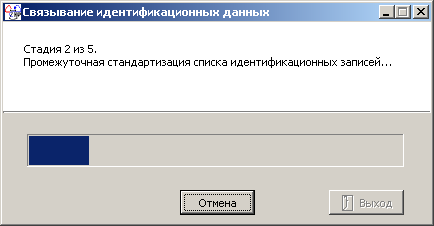 Связывание идентификационных данных
Стадия 2 из 5.
Промежуточная стандартизация списка идентификационных записей...
Отмена
Выход